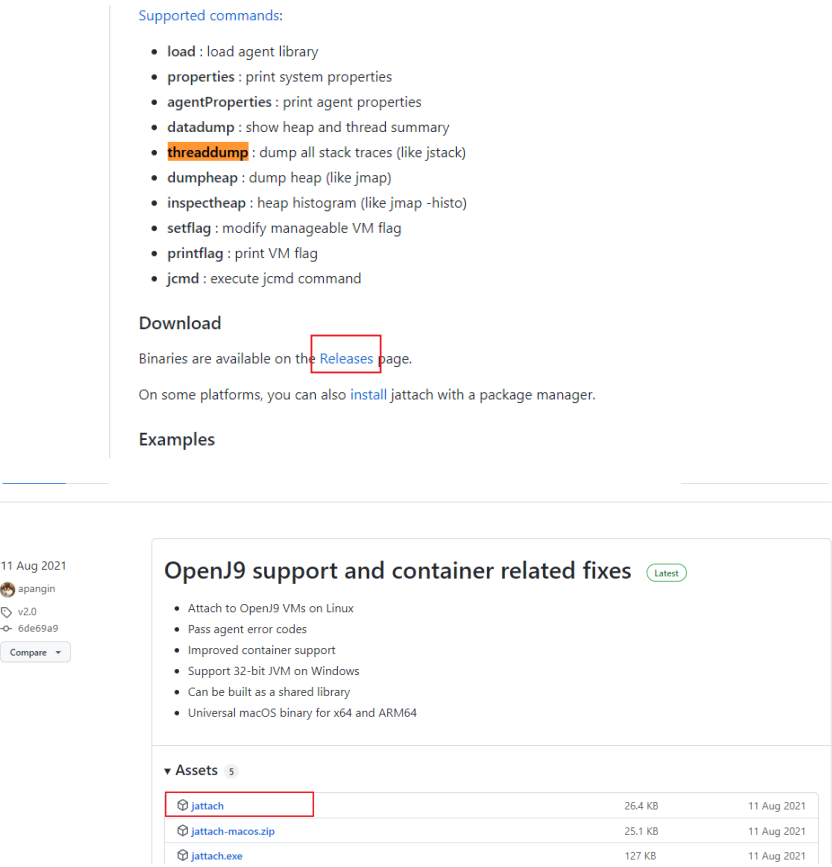 Supported commands:
load : load agent library
properties : print system properties
agentProperties : print agent properties
datadump : show heap and thread summary
threaddump : dump all stack traces (like jstack)
dumpheap : dump heap (like jmap)
inspectheap : heap histogram (like jmap -histo)
setflag : modify manageable VM flag
printflag : print VM flag
jcmd : execute jcmd command
Download
Binaries are available on the Releases page.
On some platforms, you can also install jattach with a package manager.
Examples
11 Aug 2021
apangin
v2.0
6de69a9
Compare
OpenJ9 support and container related fixes Latest
Attach to OpenJ9 VMs on Linux
Pass agent error codes
Improved container support
Support 32-bit JVM on Windows
Can be built as a shared library
Universal macOS binary for x64 and ARM64
Assets 5
jattach 26.4 KB 11 Aug 2021
jattach-macos.zip 25.1 KB 11 Aug 2021
jattach.exe 127 KB 11 Aug 2021